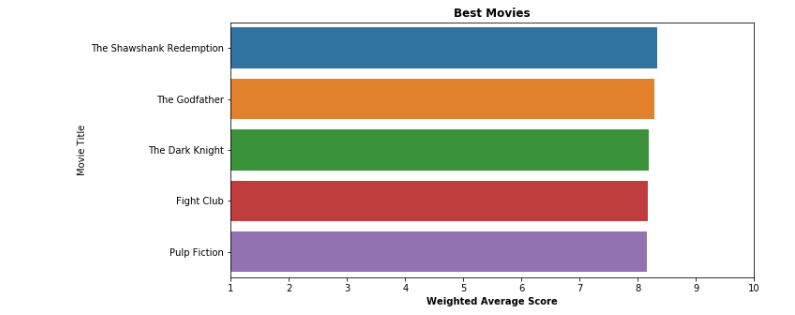 Best Movies
The Shawshank Redemption
The Godfather
The Dark Knight
Fight Club
Pulp Fiction
Movie Title
1 2 3 4 5 6 7 8 9 10
Weighted Average Score